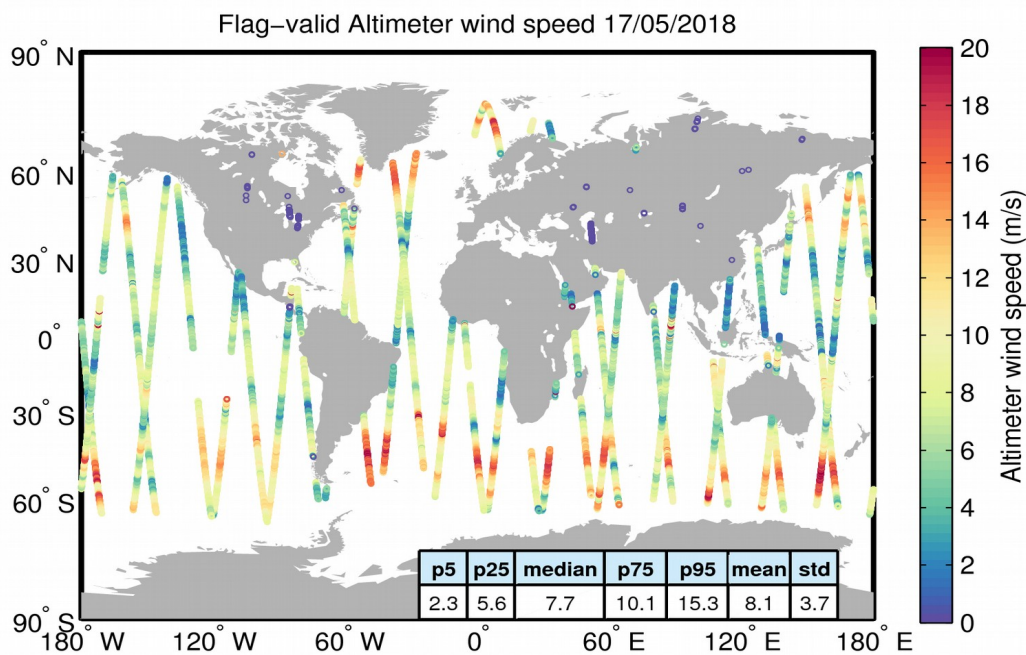 Flag−valid Altimeter wind speed 17/05/2018
90° N
60° N
30° N
0°
30° S
60° S
90° S
180° W
120° W
60° W
0°
60° E
120° E
180° E
p5 p25 median p75 p95 mean std
2.3 5.6 7.7 10.1 15.3 8.1 3.7
20
18
16
14
12
10
8
6
4
2
0
Altimeter wind speed (m/s)